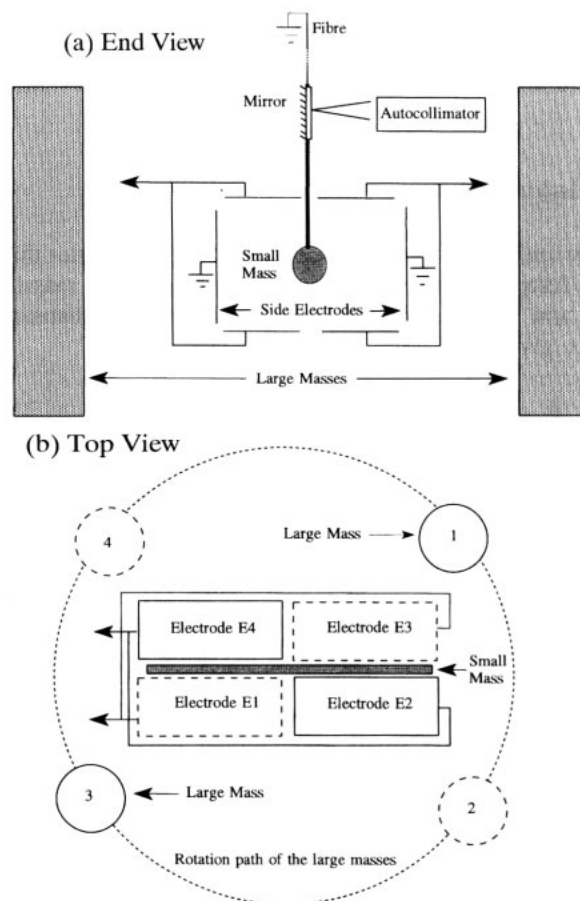 (a) End View
Fibre
Mirror
Autocollimator
Small
Mass
Side Electrodes
Large Masses
(b) Top View
4
Large Mass
1
Electrode E4
Electrode E3
Small
Mass
Electrode E1
Electrode E2
3
Large Mass
2
Rotation path of the large masses